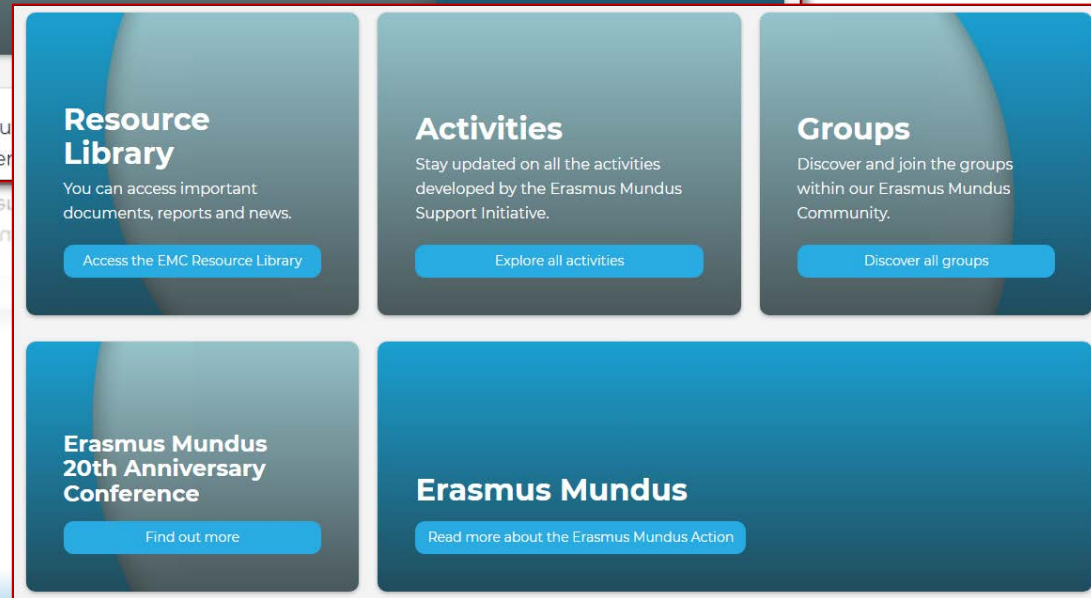 Resource
Library
You can access important
documents, reports and news.
Access the EMC Resource Library
Activities
Stay updated on all the activities
developed by the Erasmus Mundus
Support Initiative.
Explore all activities
Groups
Discover and join the groups
within our Erasmus Mundus
Community.
Discover all groups
Erasmus Mundus
20th Anniversary
Conference
Find out more
Erasmus Mundus
Read more about the Erasmus Mundus Action